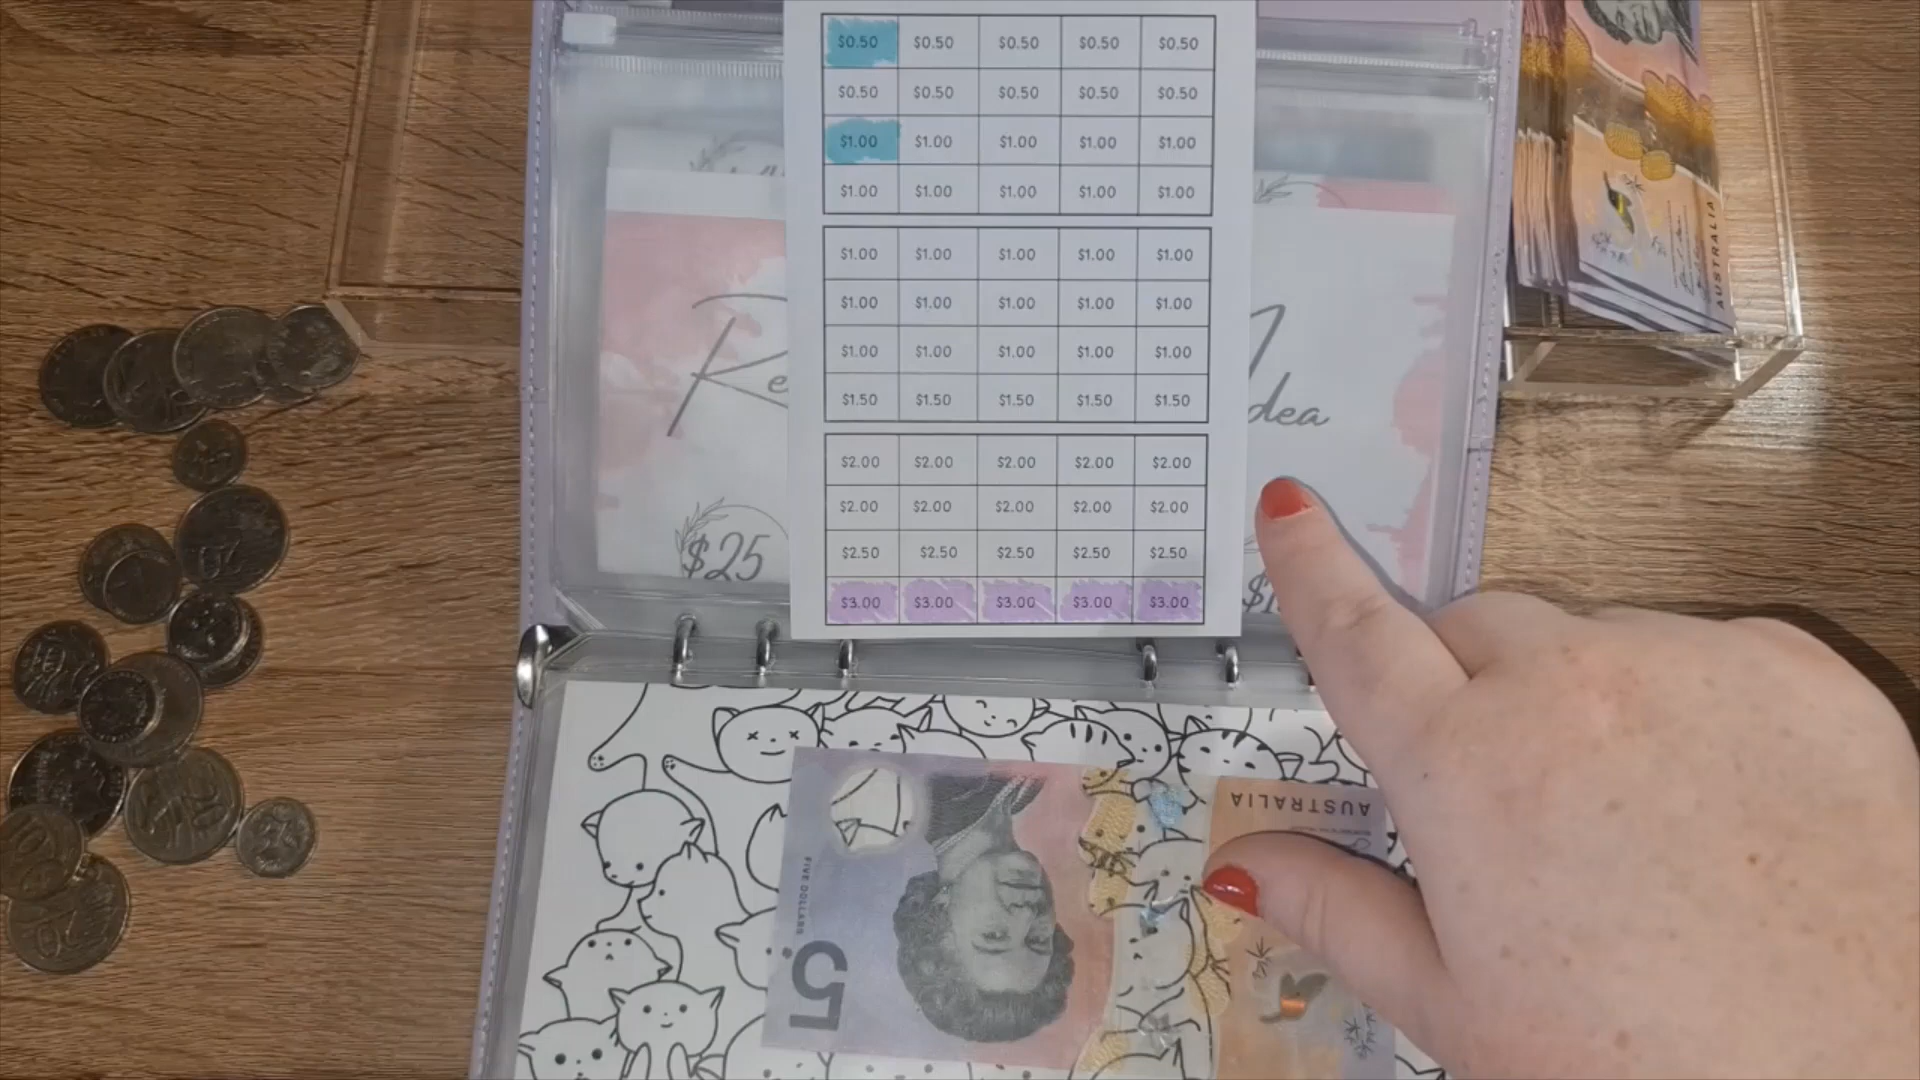 $0.50 $0.50 $0.50 $0.50 $0.50
$0.50 $0.50 $0.50 $0.50 $0.50
$1.00 $1.00 $1.00 $1.00 $1.00
$1.00 $1.00 $1.00 $1.00 $1.00
$1.00 $1.00 $1.00 $1.00 $1.00
$1.00 $1.00 $1.00 $1.00 $1.00
$1.00 $1.00 $1.00 $1.00 $1.00
$1.50 $1.50 $1.50 $1.50 $1.50
$2.00 $2.00 $2.00 $2.00 $2.00
$2.00 $2.00 $2.00 $2.00 $2.00
$2.50 $2.50 $2.50 $2.50 $2.50
$3.00 $3.00 $3.00 $3.00 $3.00
Re
dea
$25
AUSTRALIA
AUSTRALIA
FIVE DOLLARS
5
20
20
10